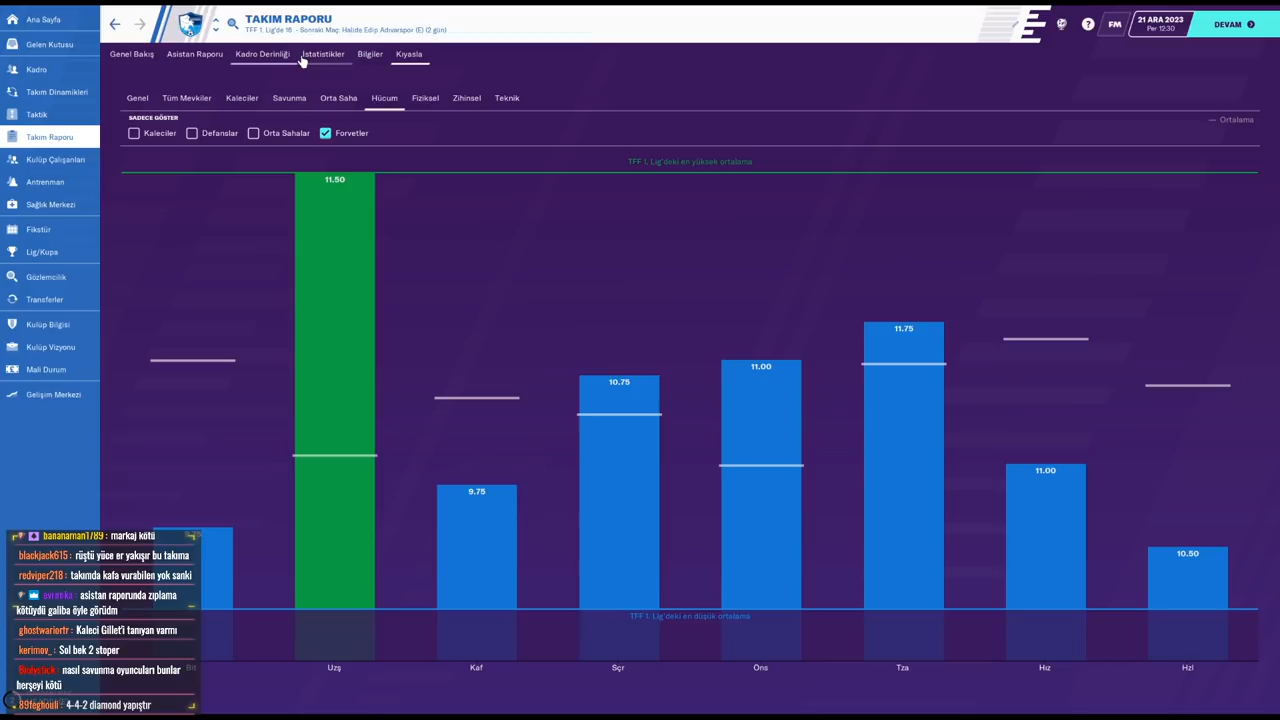 Ana Sayfa
Gelen Kutusu
Kadro
Takım Dinamikleri
Taktik
Takım Raporu
Kulüp Çalışanları
Antrenman
Sağlık Merkezi
Fikstür
Lig/Kupa
Gözlemcilik
Transferler
Kulüp Bilgisi
Kulüp Vizyonu
Mali Durum
Gelişim Merkezi
TAKIM RAPORU
TFF 1. Lig'de 16 - Sonraki Maç: Halide Edip Adıvarspor (E) (2 gün)
FM
21 ARA 2023
Per 12:30
DEVAM
Genel Bakış Asistan Raporu Kadro Derinliği İstatistikler Bilgiler Kıyasla
Genel Tüm Mevkiler Kaleciler Savunma Orta Saha Hücum Fiziksel Zihinsel Teknik
SADECE GÖSTER
Kaleciler Defanslar Orta Sahalar Forvetler
Ortalama
TFF 1. Lig'deki en yüksek ortalama
11.50
9.75
10.75
11.00
11.75
11.00
10.50
TFF 1. Lig'deki en düşük ortalama
Bit Uzş Kaf Sçr Öns Tza Hız Hzl
bananaman1789 : markaj kötü
blackjack615 : rüştü yüce er yakışır bu takıma
redviper218 : takımda kafa vurabilen yok sanki
asistan raporunda zıplama
kötüydü galiba öyle görüdm
ghostwariortr : Kaleci Gillet'i tanıyan varmı
kerimov_ : Sol bek 2 stoper
nasıl savunma oyuncuları bunlar
herşeyi kötü
89feghouli : 4-4-2 diamond yapıştır